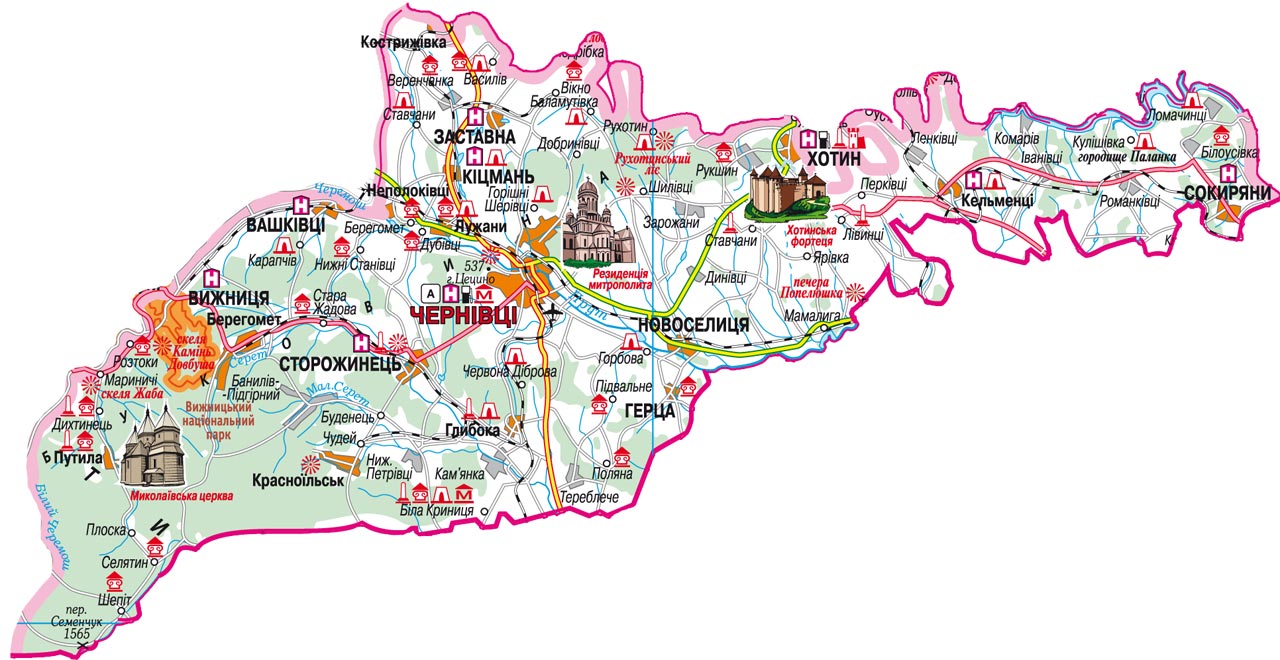 Кострижівка
Веренчанка
Василів
Вікно
Баламутівка
Ставчани
ЗАСТАВНА
Добринівці
Рухотин
Рухотинський
ліс
Рукшин
ХОТИН
Ленківці
Комарів
Іванівці
Кулішівка
городище Паланка
Ломачинці
Білоусівка
СОКИРЯНИ
Романківці
Кельменці
Перківці
Лівинці
КІЦМАНЬ
Неполоківці
Черемош
Горішні
Шерівці
Шилівці
Зарожани
Ставчани
Хотинська
фортеця
Ярівка
печера
Попелюшка
Мамалига
Динівці
Резиденція
митрополита
Лужани
Дубівці
Берегомет
ВАШКІВЦІ
Карапчів
Нижні Станівці
537
г.Цецино
А
ЧЕРНІВЦІ
Прут
НОВОСЕЛИЦЯ
ВИЖНИЦЯ
Стара
Жадова
Берегомет
Серет
СТОРОЖИНЕЦЬ
скеля
Камінь
Довбуша
Розтоки
Мариничі
скеля Жаба
Банилів-
Підгірний
Мал.Серет
Червона Діброва
Горбова
Підвальне
ГЕРЦА
Вижницький
національний
парк
Дихтинець
Путила
Буденець
Чудей
Глибока
Красноїльськ
Ниж.
Петрівці
Кам'янка
Біла Криниця
Поляна
Тереблече
Миколаївська церква
Білий Черемош
Плоска
Селятин
Шепіт
пер.
Семенчук
1565
Б У К О В И Н А
Т И